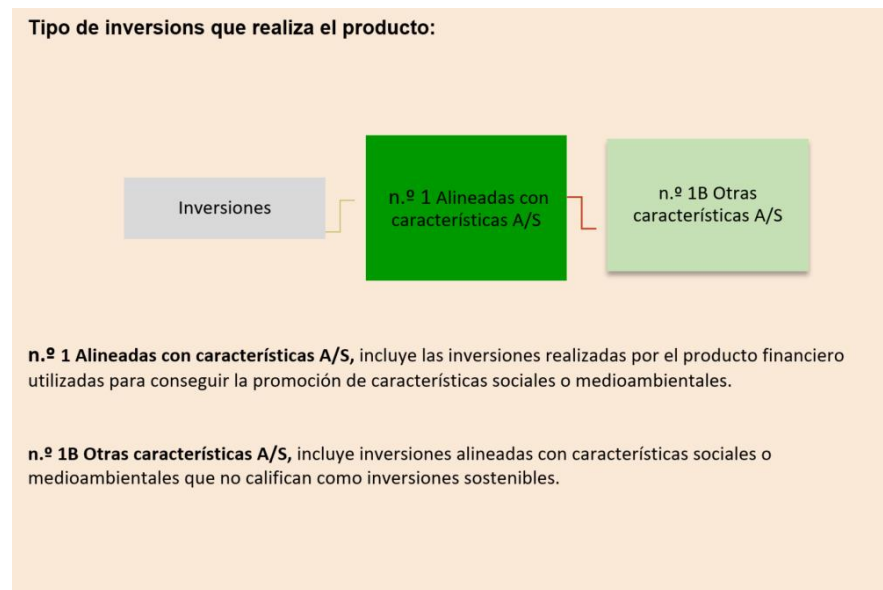 Tipo de inversions que realiza el producto:
Inversiones
n.º 1 Alineadas con
características A/S
n.º 1B Otras
características A/S
n.º 1 Alineadas con características A/S, incluye las inversiones realizadas por el producto financiero
utilizadas para conseguir la promoción de características sociales o medioambientales.
n.º 1B Otras características A/S, incluye inversiones alineadas con características sociales o
medioambientales que no califican como inversiones sostenibles.